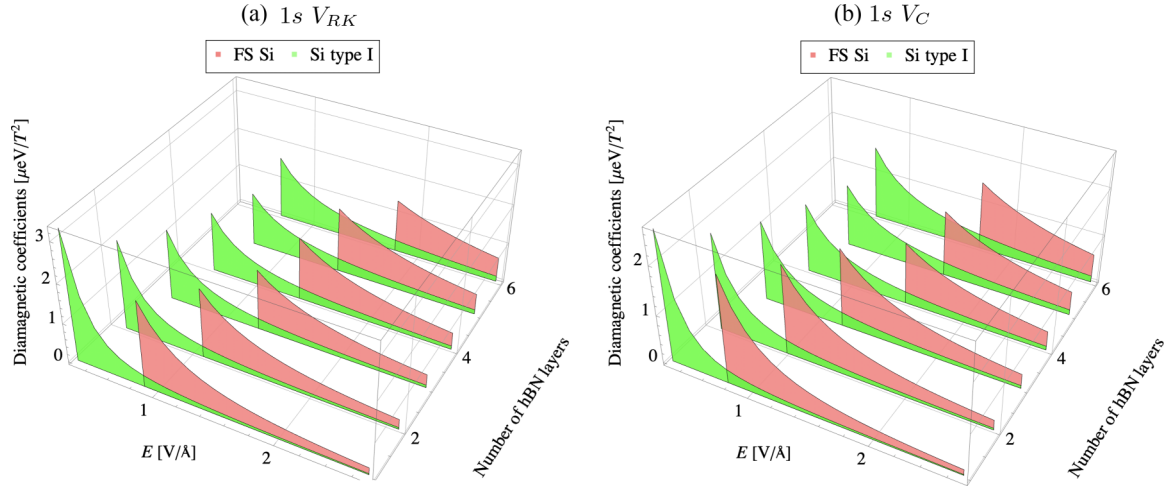 (a) 1s V_{RK}
FS Si Si type I
Diamagnetic coefficients [μeV/T²]
3
2
1
0
1
2
E [V/Å]
2
4
6
Number of hBN layers
(b) 1s V_C
FS Si Si type I
Diamagnetic coefficients [μeV/T²]
2
1
0
1
2
E [V/Å]
2
4
6
Number of hBN layers